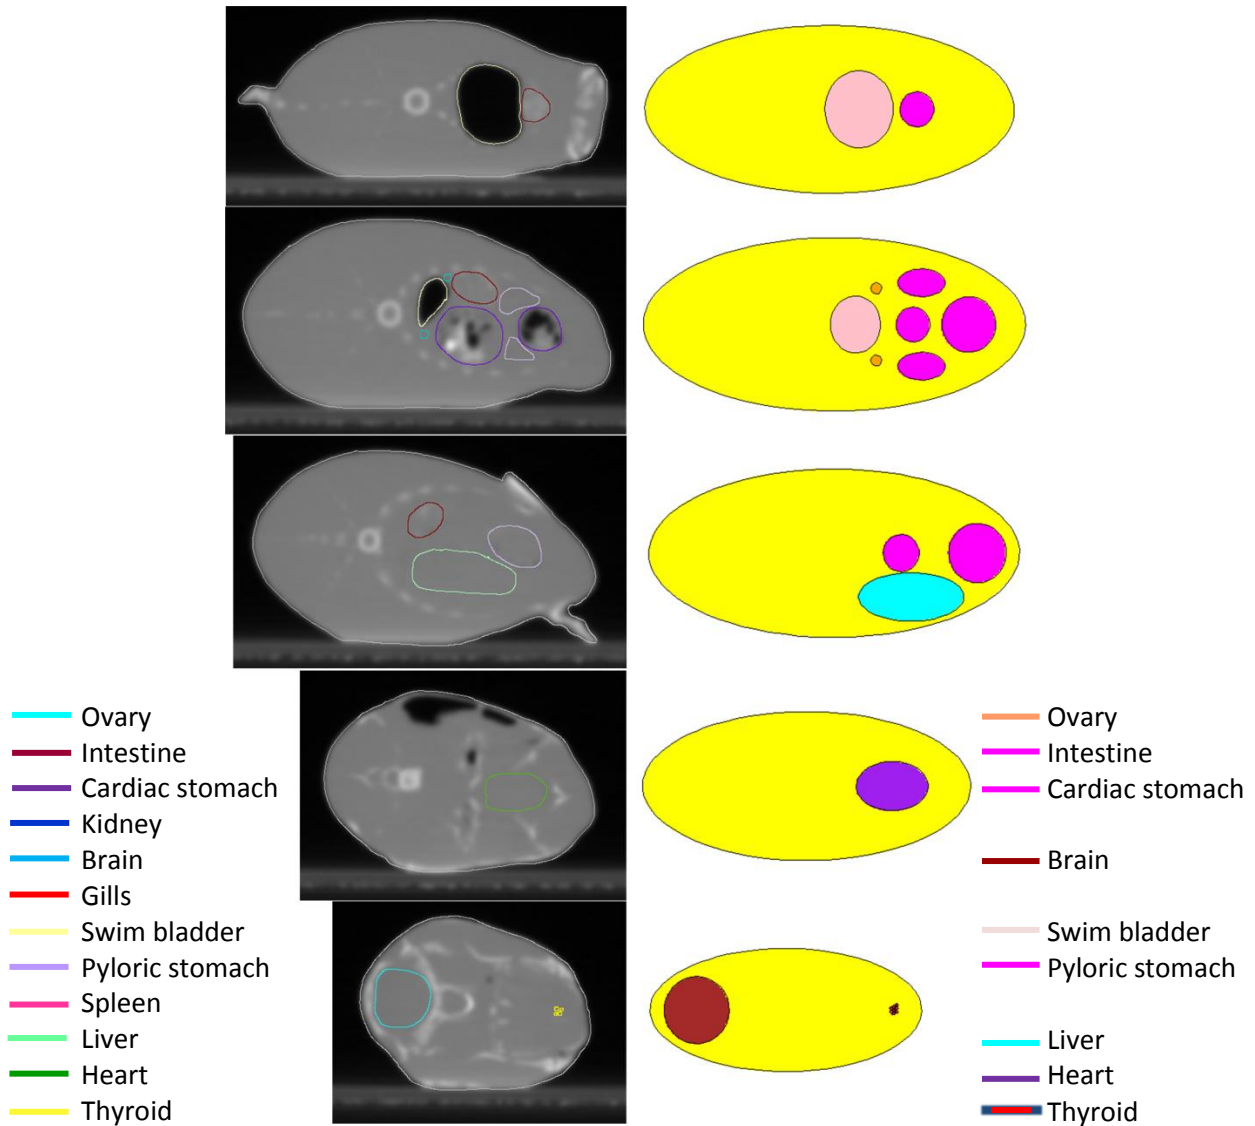 Ovary
Intestine
Cardiac stomach
Kidney
Brain
Gills
Swim bladder
Pyloric stomach
Spleen
Liver
Heart
Thyroid
Ovary
Intestine
Cardiac stomach
Brain
Swim bladder
Pyloric stomach
Liver
Heart
Thyroid